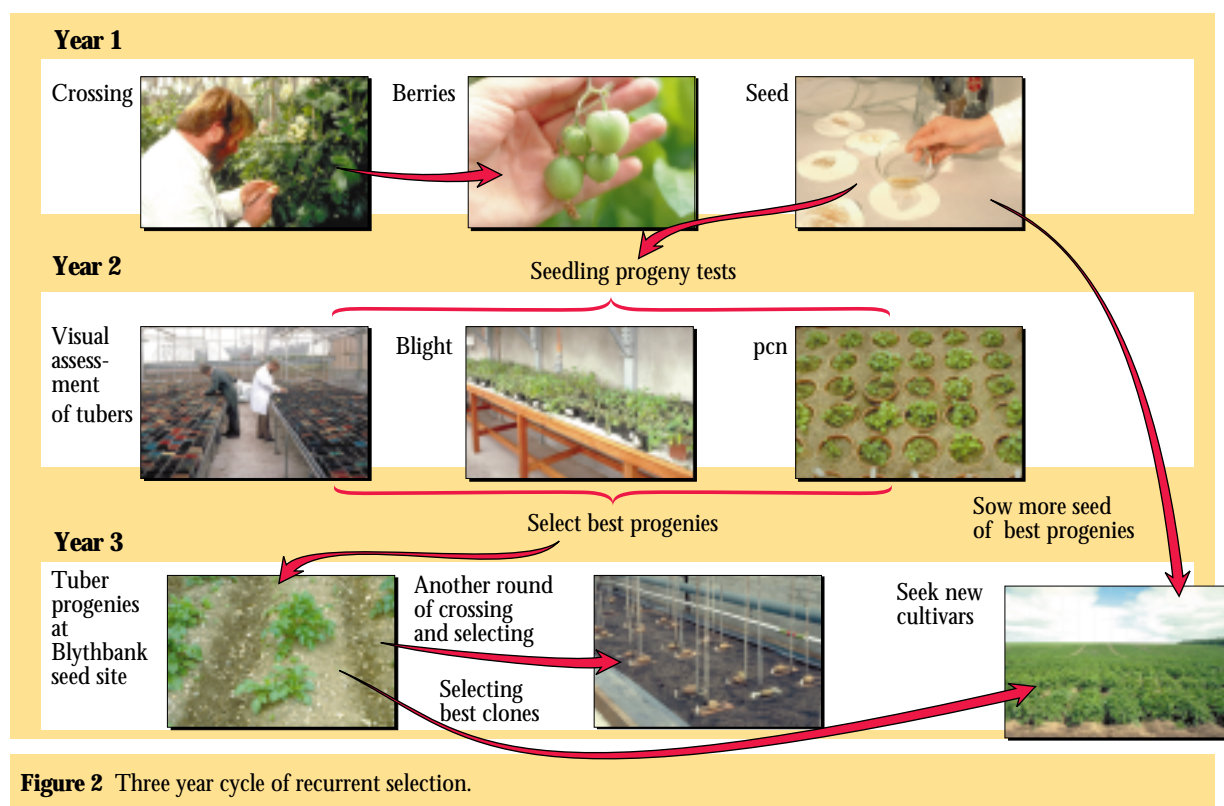 Year 1
Crossing
Berries
Seed
Year 2
Seedling progeny tests
Visual
assess-
ment
of tubers
Blight
pcn
Select best progenies
Sow more seed
of best progenies
Year 3
Tuber
progenies
at
Blythbank
seed site
Another round
of crossing
and selecting
Selecting
best clones
Seek new
cultivars
Figure 2 Three year cycle of recurrent selection.